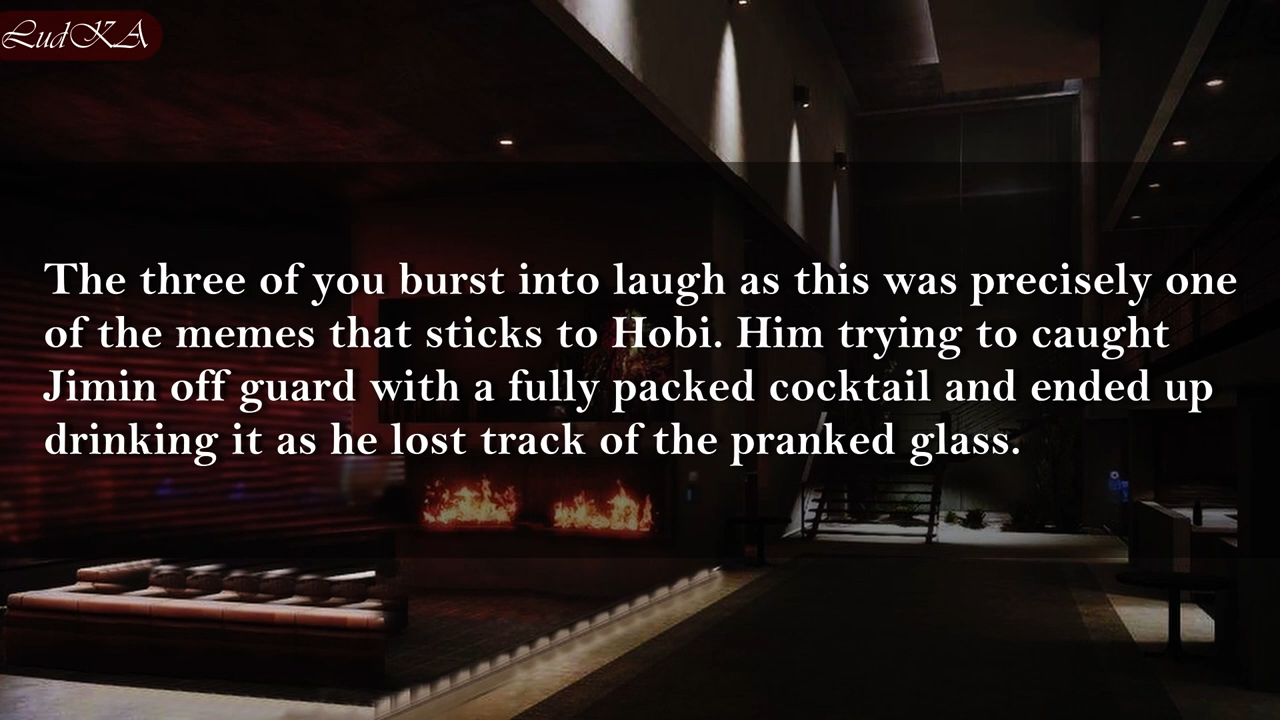 LudKA
The three of you burst into laugh as this was precisely one
of the memes that sticks to Hobi. Him trying to caught
Jimin off guard with a fully packed cocktail and ended up
drinking it as he lost track of the pranked glass.